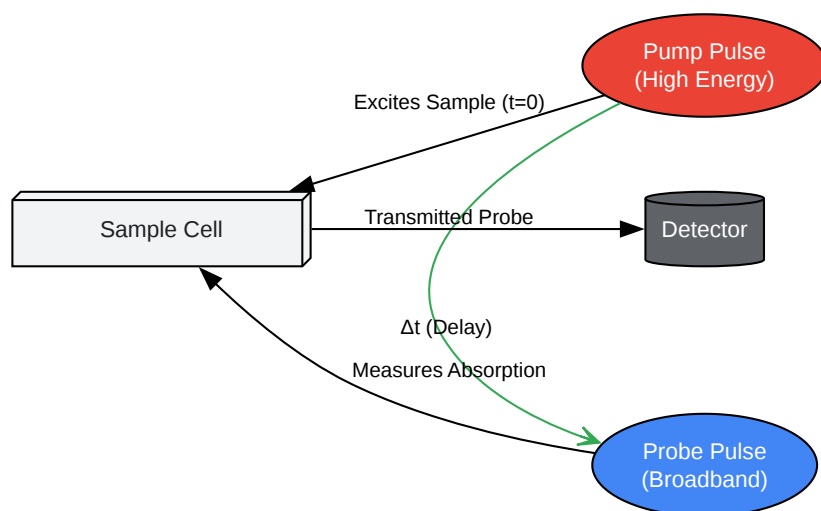 Pump Pulse
(High Energy)
Excites Sample (t=0)
Sample Cell
Transmitted Probe
Detector
Δt (Delay)
Measures Absorption
Probe Pulse
(Broadband)